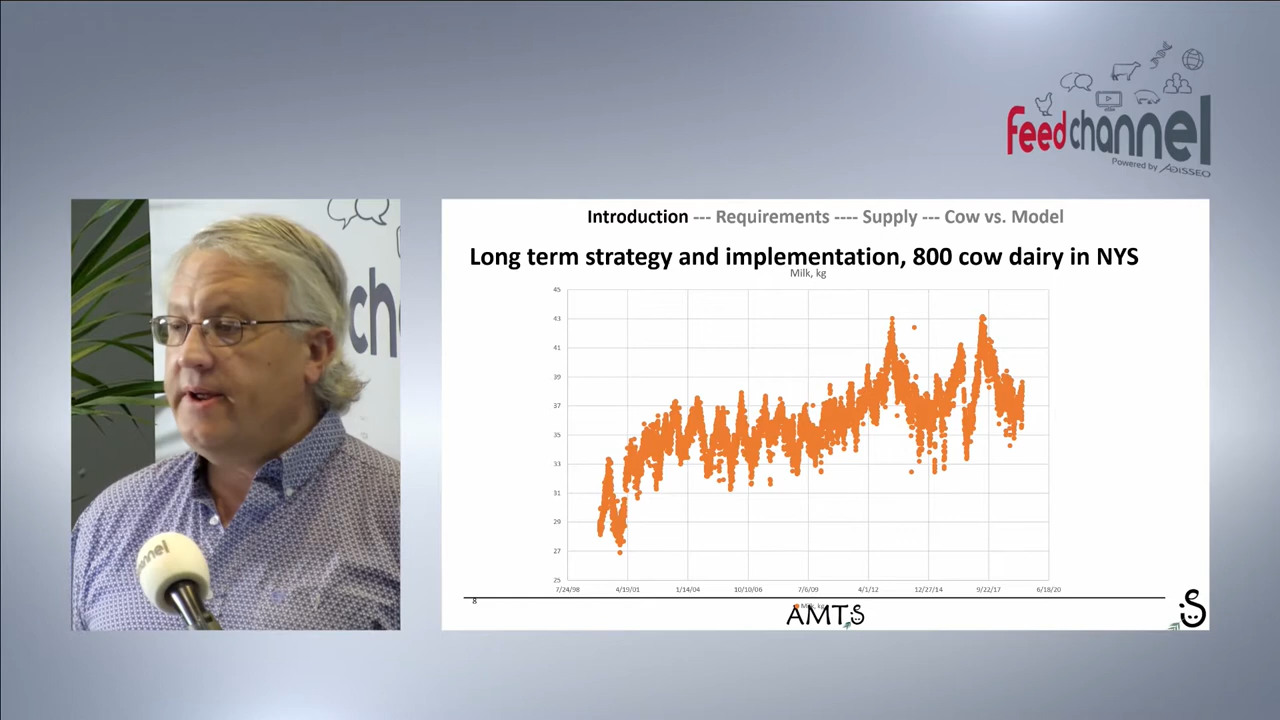 feedchannel
Powered by ADISSEO
Introduction --- Requirements ---- Supply --- Cow vs. Model
Long term strategy and implementation, 800 cow dairy in NYS
Milk, kg
45
43
41
39
37
35
33
31
29
27
25
7/24/98 4/19/01 1/14/04 10/10/06 7/6/09 4/1/12 12/27/14 9/22/17 6/18/20
Milk, kg
8
AMTS